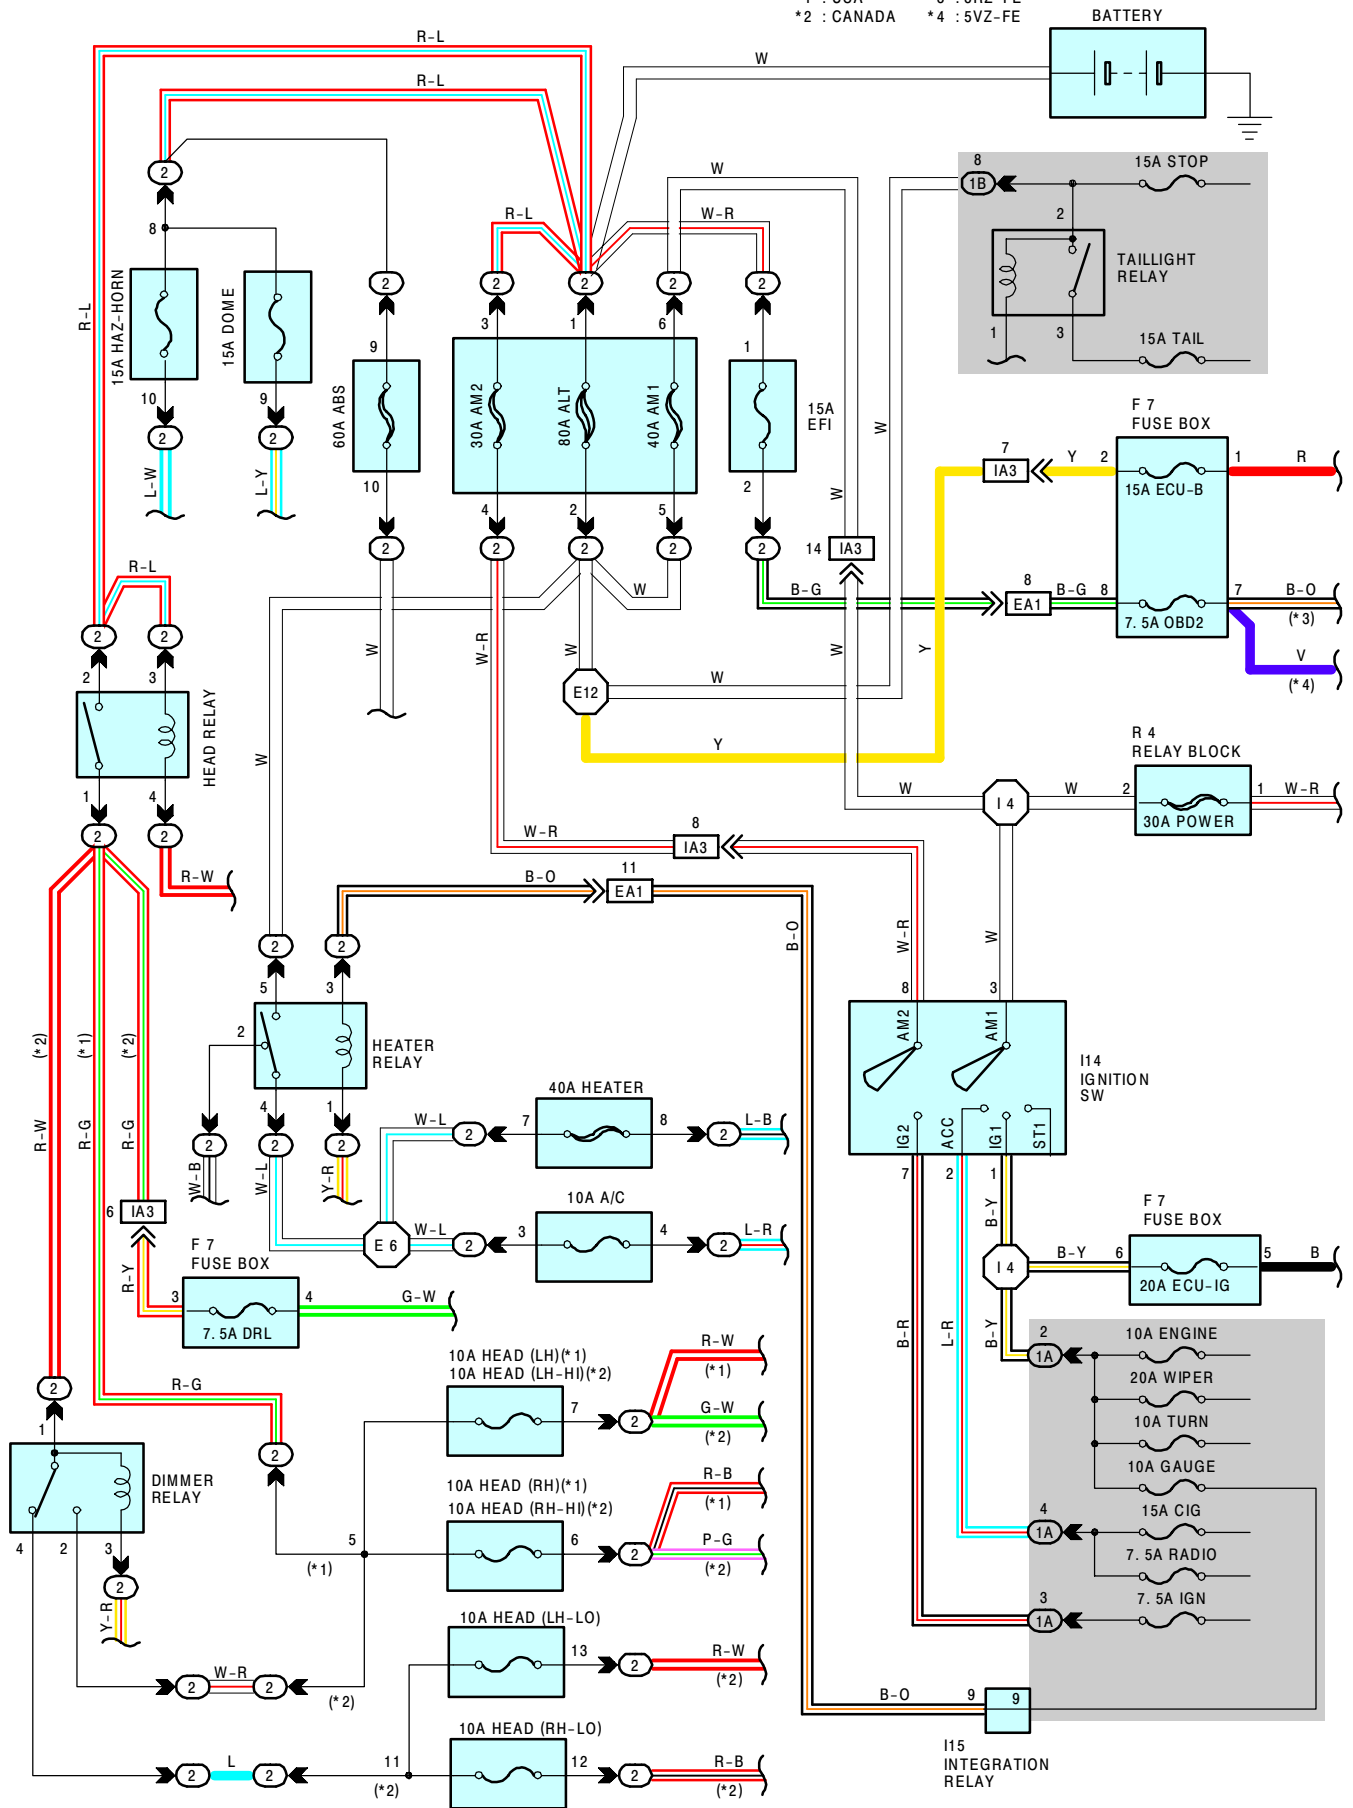 *2 : CANADA *4 : 5VZ-FE
BATTERY
R-L
R-L
W
W
8
1B
15A STOP
2
TAILLIGHT
RELAY
1
3
15A TAIL
2
R-L
W-R
8
2
2
2
2
2
R-L
15A HAZ-HORN
15A DOME
3
1
6
9
1
60A ABS
30A AM2
80A ALT
40A AM1
15A
EFI
10
9
2
2
L-W
L-Y
10
4
2
5
2
W
W
F 7
FUSE BOX
7
IA3
Y
2
1
R
15A ECU-B
2
2
2
2
2
14
IA3
R-L
W
B-G
8
EA1
B-G
8
7
B-O
(*3)
7.5A OBD2
V
(*4)
2
2
W
W-R
W
W
Y
W
E12
W
2
3
HEAD RELAY
Y
W
1
4
2
2
R 4
RELAY BLOCK
W
I 4
W
2
1
W-R
30A POWER
W-R
8
IA3
R-W
B-O
11
EA1
B-O
W-R
W
2
2
5
3
2
HEATER
RELAY
4
1
8
3
AM2
AM1
I14
IGNITION
SW
IG2
ACC
IG1
ST1
7
2
1
(*2)
(*1)
(*2)
R-W
R-G
R-G
2
2
2
W-B
W-L
Y-R
40A HEATER
W-L
2
7
8
2
L-B
10A A/C
W-L
E 6
2
3
4
2
L-R
B-Y
6
IA3
R-Y
F 7
FUSE BOX
3
4
G-W
7.5A DRL
F 7
FUSE BOX
I 4
B-Y
6
5
B
20A ECU-IG
B-R
L-R
B-Y
2
1A
10A ENGINE
20A WIPER
10A TURN
10A GAUGE
4
1A
15A CIG
7.5A RADIO
3
1A
7.5A IGN
2
R-G
10A HEAD (LH)(*1)
10A HEAD (LH-HI)(*2)
7
2
R-W
(*1)
G-W
(*2)
1
2
DIMMER
RELAY
10A HEAD (RH)(*1)
10A HEAD (RH-HI)(*2)
6
2
R-B
(*1)
P-G
(*2)
4
2
3
5
(*1)
2
Y-R
10A HEAD (LH-LO)
13
2
R-W
(*2)
2
W-R
2
(*2)
B-O
9
9
10A HEAD (RH-LO)
2
L
2
11
(*2)
12
2
R-B
(*2)
I15
INTEGRATION
RELAY